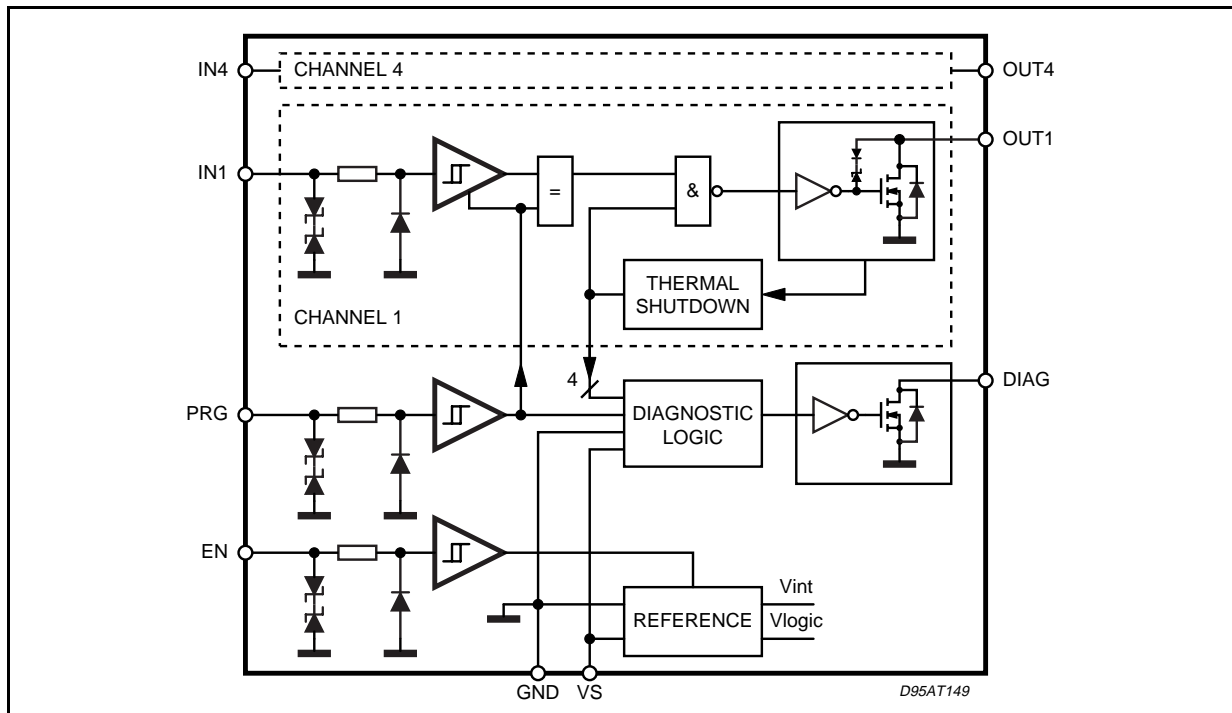 IN4
CHANNEL 4
OUT4
OUT1
IN1
=
&
THERMAL
SHUTDOWN
CHANNEL 1
4
DIAG
PRG
DIAGNOSTIC
LOGIC
EN
Vint
REFERENCE
Vlogic
GND
VS
D95AT149